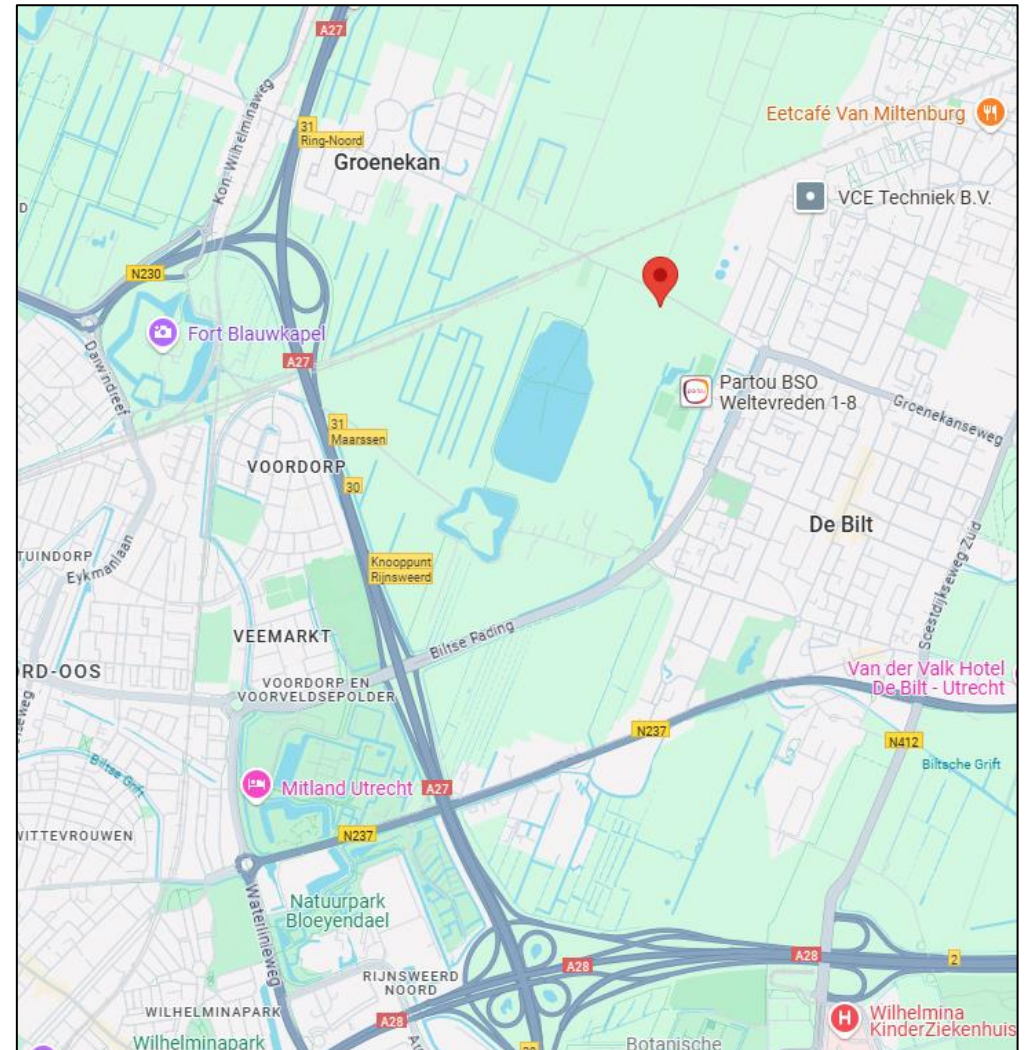 A27
Kon. Wilhelminaweg
31
Ring-Noord
Groenekan
Eetcafé Van Miltenburg
VCE Techniek B.V.
D
N230
Fort Blauwkapel
Darwindreef
A27
Partou BSO
Weltevreden 1-8
partou
Groenekanseweg
31
Maarssen
30
VOORDORP
De Bilt
TUINDORP
Eykmanlaan
Knooppunt
Rijnsweerd
Soestdijkseweg Zuid
VEEMARKT
Biltse Rading
RD-OOS
VOORDORP EN
VOORVELDSEPOLDER
Van der Valk Hotel
De Bilt - Utrecht
N237
N412
Biltsche Grift
Biltse Grift
Mitland Utrecht
A27
N237
WITTEVROUWEN
Natuurpark
Bloeyendael
Waterlinieweg
RIJNSWEERD
NOORD
A28
A28
2
WILHELMINAPARK
A28
H
Wilhelmina
KinderZiekenhuis
Wilhelminapark
Botanische